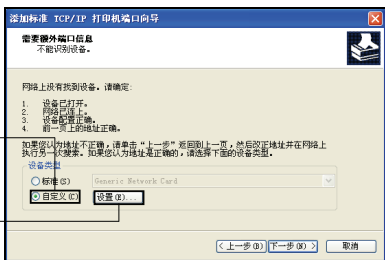 添加标准 TCP/IP 打印机端口向导
需要额外端口信息
不能识别设备。
网络上没有找到设备。请确定:
1. 设备已打开。
2. 网络已连上。
3. 设备配置正确。
4. 前一页上的地址正确。
如果您认为地址不正确，请单击“上一步”返回到上一页，然后改正地址并在网络上
执行另一次搜索。如果您认为地址是正确的，请选择下面的设备类型。
设备类型
标准(S) Generic Network Card
自定义(C) 设置(E)...
< 上一步(B) 下一步(N) > 取消